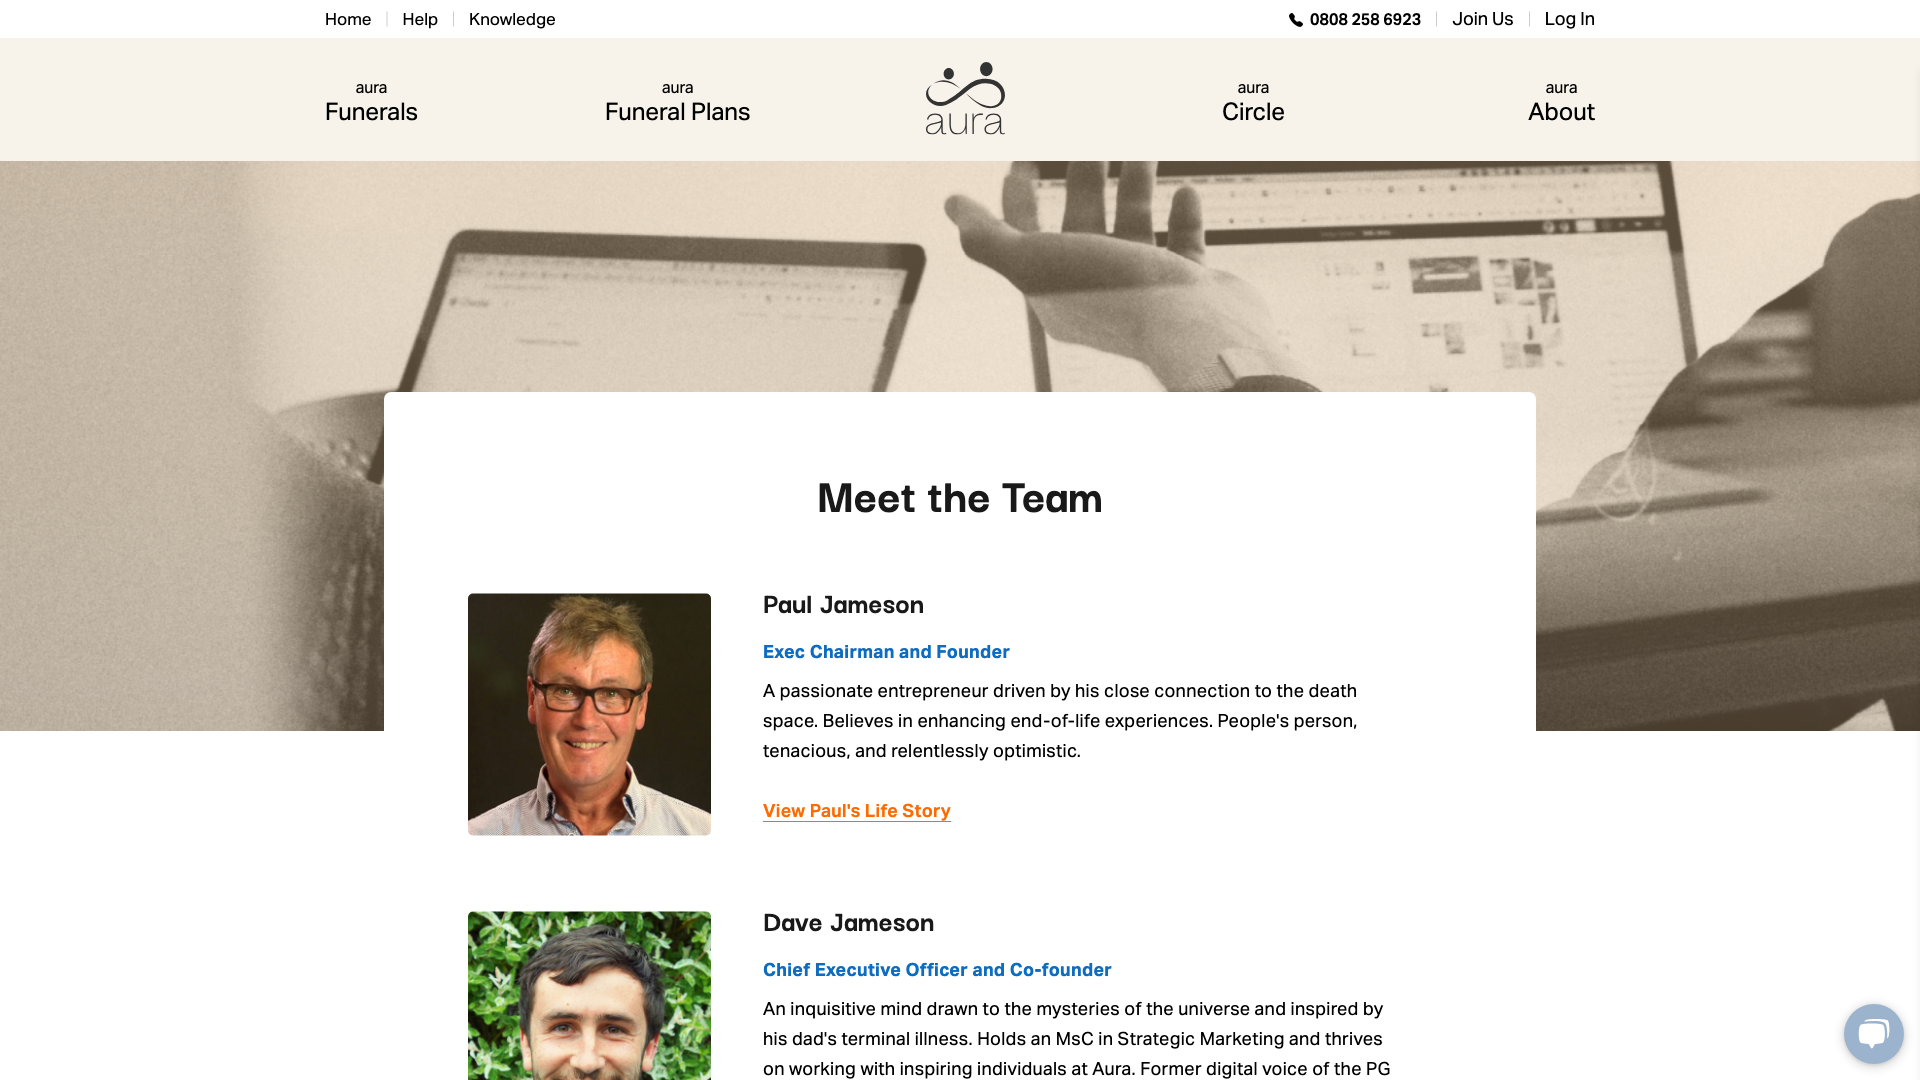 Home
Help
Knowledge
0808 258 6923
Join Us
Log In
aura
Funerals
aura
Funeral Plans
aura
aura
Circle
aura
About
Meet the Team
Paul Jameson
Exec Chairman and Founder
A passionate entrepreneur driven by his close connection to the death
space. Believes in enhancing end-of-life experiences. People's person,
tenacious, and relentlessly optimistic.
View Paul's Life Story
Dave Jameson
Chief Executive Officer and Co-founder
An inquisitive mind drawn to the mysteries of the universe and inspired by
his dad's terminal illness. Holds an MsC in Strategic Marketing and thrives
on working with inspiring individuals at Aura. Former digital voice of the PG